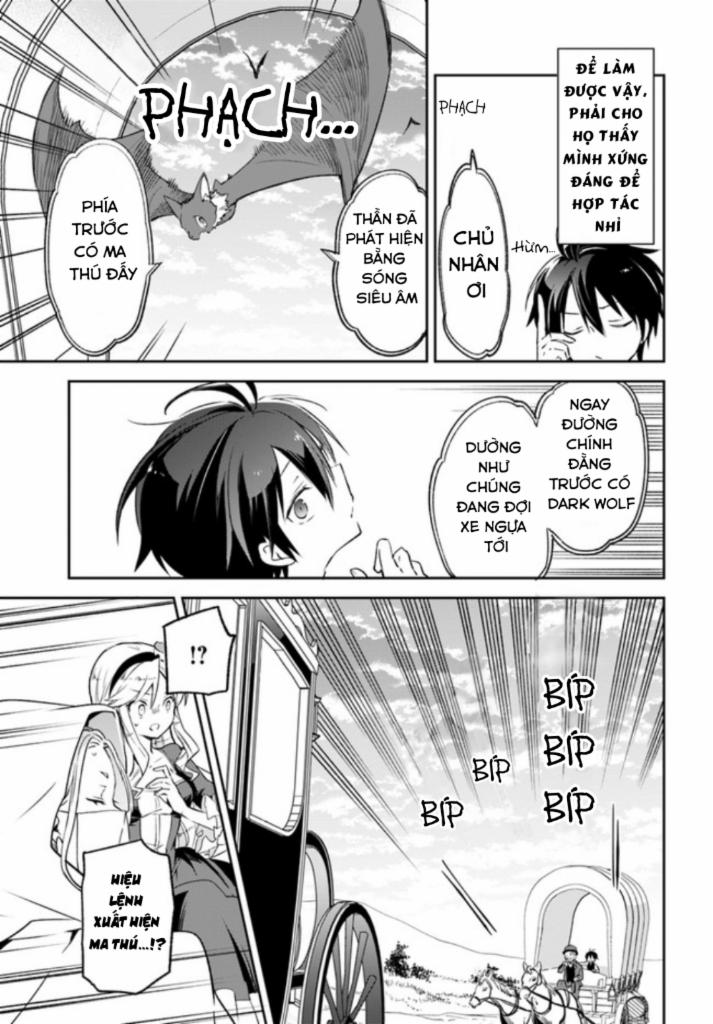 ĐỂ LÀM
ĐƯỢC VẬY,
PHẢI CHO
HỌ THẤY
MÌNH XỨNG
ĐÁNG ĐỂ
HỢP TÁC
NHỈ
PHẠCH
HỪM...
CHỦ
NHÂN
ƠI
PHẠCH...
THẦN ĐÃ
PHÁT HIỆN
BẰNG
SÓNG
SIÊU ÂM
PHÍA
TRƯỚC
CÓ MA
THÚ ĐẤY
NGAY
ĐƯỜNG
CHÍNH
ĐẰNG
TRƯỚC CÓ
DARK WOLF
DƯỜNG
NHƯ
CHÚNG
ĐANG ĐỢI
XE NGỰA
TỚI
BÍP
BÍP
BÍP
BÍP
BÍP
!?
HIỆU
LỆNH
XUẤT HIỆN
MA THÚ...!?